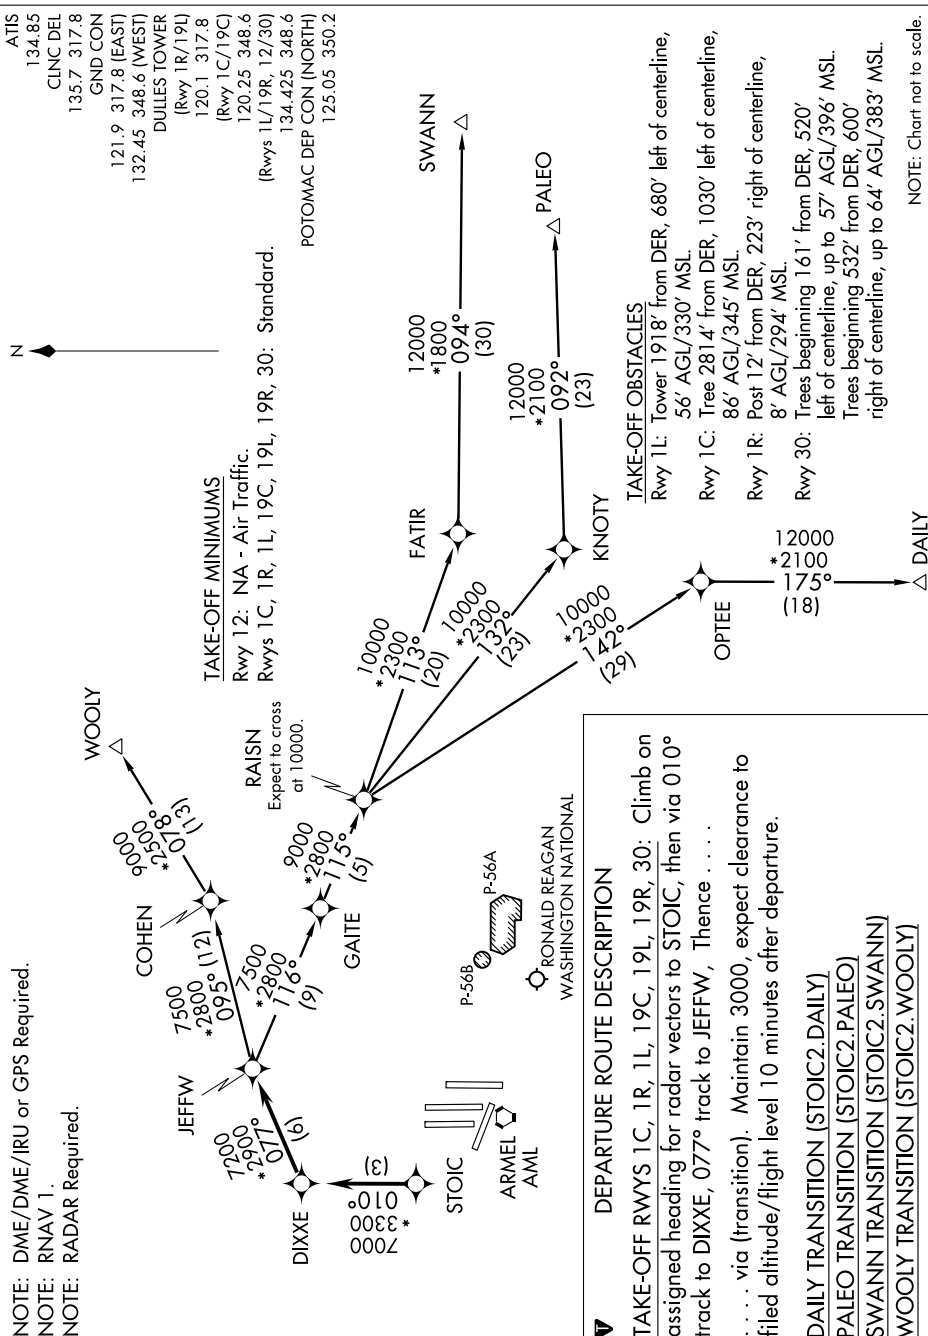 NOTE: DME/DME/IRU or GPS Required.
NOTE: RNAV 1.
NOTE: RADAR Required.
ATIS
134.85
CLNC DEL
135.7 317.8
GND CON
121.9 317.8 (EAST)
132.45 348.6 (WEST)
DULLES TOWER
(Rwy 1R/19L)
120.1 317.8
(Rwy 1C/19C)
120.25 348.6
(Rwys 1L/19R, 12/30)
134.425 348.6
POTOMAC DEP CON (NORTH)
125.05 350.2
N
TAKE-OFF MINIMUMS
Rwy 12: NA - Air Traffic.
Rwys 1C, 1R, 1L, 19C, 19L, 19R, 30: Standard.
WOOLY
9000
*2500
078°
(13)
COHEN
7500
*2800
095° (12)
JEFFW
7200
*2900
077°
(6)
DIXXE
7000
*3300
010°
(3)
STOIC
ARMEL
AML
7500
*2800
116°
(9)
GAITE
9000
*2800
115°
(5)
RAISN
Expect to cross
at 10000.
10000
*2300
113°
(20)
FATIR
12000
*1800
094°
(30)
SWANN
10000
*2300
132°
(23)
KNOTY
12000
*2100
092°
(23)
PALEO
10000
*2300
142°
(29)
OPTEE
12000
*2100
175°
(18)
DAILY
P-56B
P-56A
RONALD REAGAN
WASHINGTON NATIONAL
TAKE-OFF OBSTACLES
Rwy 1L: Tower 1918' from DER, 680' left of centerline,
56' AGL/330' MSL.
Rwy 1C: Tree 2814' from DER, 1030' left of centerline,
86' AGL/345' MSL.
Rwy 1R: Post 12' from DER, 223' right of centerline,
8' AGL/294' MSL.
Rwy 30: Trees beginning 161' from DER, 520'
left of centerline, up to 57' AGL/396' MSL.
Trees beginning 532' from DER, 600'
right of centerline, up to 64' AGL/383' MSL.
NOTE: Chart not to scale.
T
DEPARTURE ROUTE DESCRIPTION
TAKE-OFF RWYS 1C, 1R, 1L, 19C, 19L, 19R, 30: Climb on
assigned heading for radar vectors to STOIC, then via 010°
track to DIXXE, 077° track to JEFFW, Thence . . . .
. . . . via (transition). Maintain 3000, expect clearance to
filed altitude/flight level 10 minutes after departure.
DAILY TRANSITION (STOIC2.DAILY)
PALEO TRANSITION (STOIC2.PALEO)
SWANN TRANSITION (STOIC2.SWANN)
WOOLY TRANSITION (STOIC2.WOOLY)